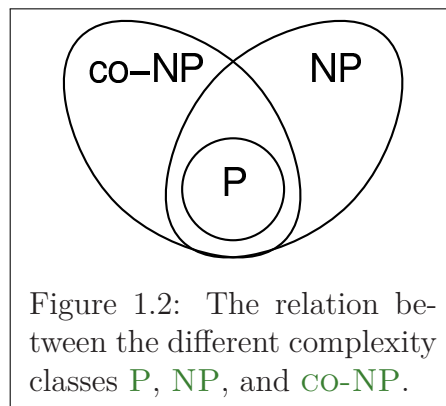 co–NP NP
P
Figure 1.2: The relation be-
tween the different complexity
classes P, NP, and co-NP.